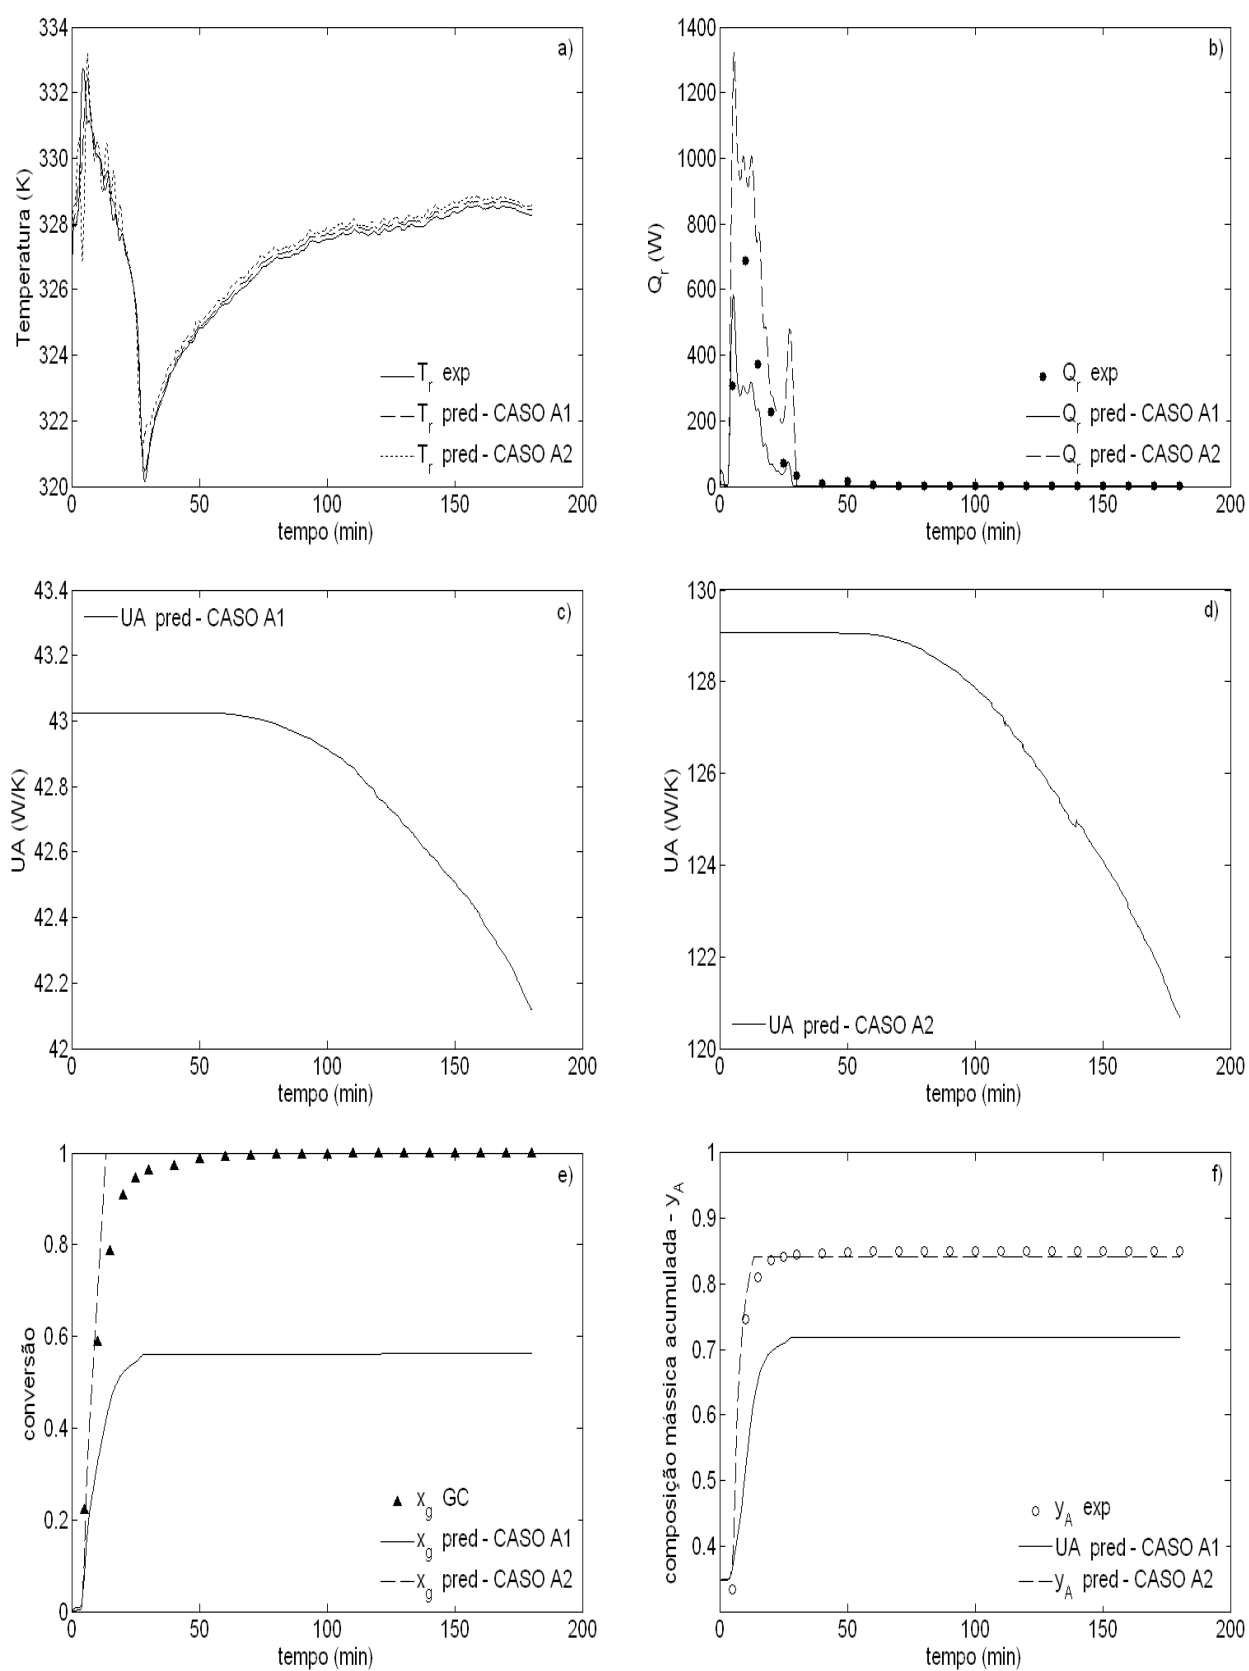 a)
334
332
330
328
326
324
322
320
Temperatura (K)
T_r exp
T_r pred - CASO A1
T_r pred - CASO A2
0 50 100 150 200
tempo (min)
b)
1400
1200
1000
800
600
400
200
0
Q_r (W)
Q_r exp
Q_r pred - CASO A1
Q_r pred - CASO A2
0 50 100 150 200
tempo (min)
UA pred - CASO A1
c)
43.4
43.2
43
42.8
42.6
42.4
42.2
42
UA (W/K)
0 50 100 150 200
tempo (min)
d)
130
128
126
124
122
120
UA (W/K)
UA pred - CASO A2
0 50 100 150 200
tempo (min)
e)
1
0.8
0.6
0.4
0.2
0
conversão
x_g GC
x_g pred - CASO A1
x_g pred - CASO A2
0 50 100 150 200
tempo (min)
f)
1
0.9
0.8
0.7
0.6
0.5
0.4
composição mássica acumulada - y_A
y_A exp
UA pred - CASO A1
y_A pred - CASO A2
0 50 100 150 200
tempo (min)